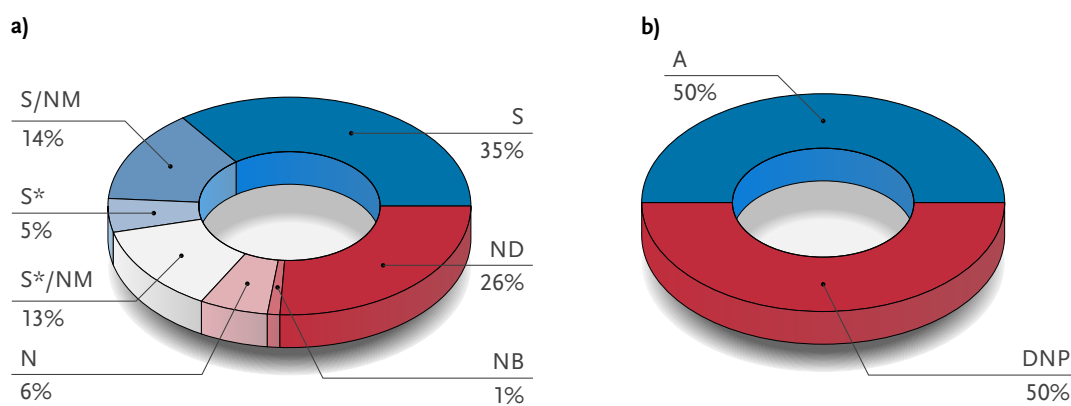 a)
S/NM
14%
S*
5%
S*/NM
13%
N
6%
S
35%
ND
26%
NB
1%
b)
A
50%
DNP
50%